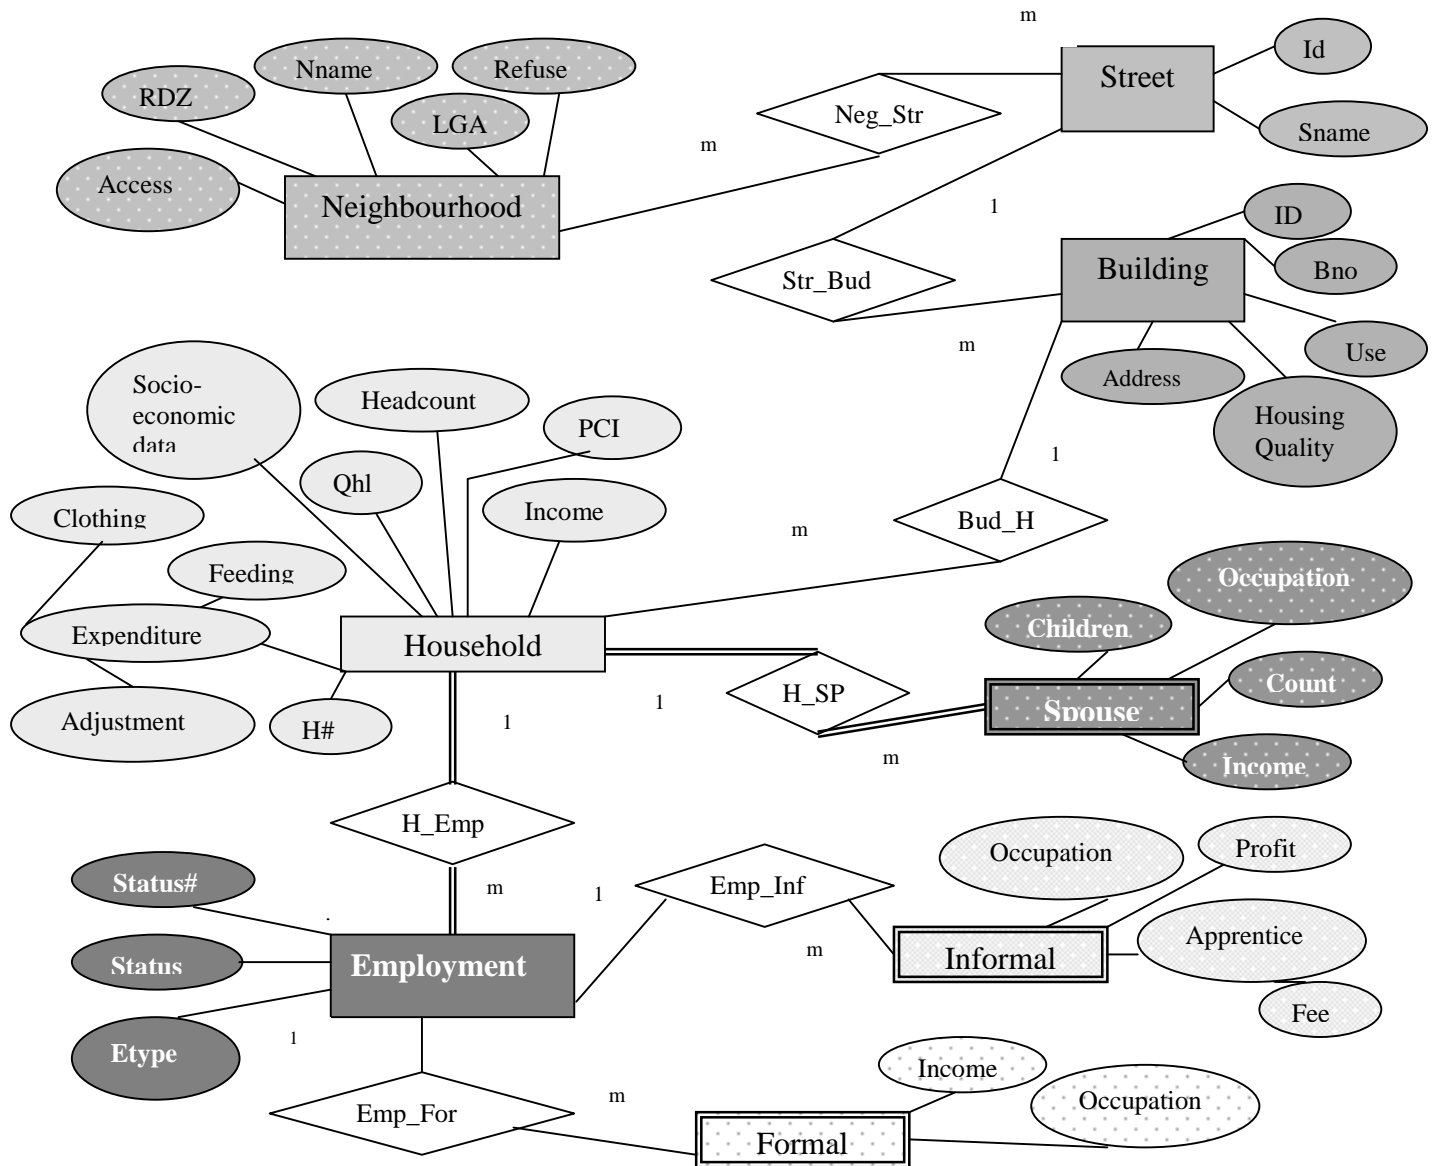 m
Id
Street
Nname
Refuse
RDZ
LGA
Neg_Str
Sname
m
Access
Neighbourhood
1
ID
Building
Bno
Str_Bud
m
Use
Address
Socio-
economic
data
Headcount
PCI
Housing
Quality
Qhl
1
Clothing
Income
m
Bud_H
Feeding
Occupation
Expenditure
Household
Children
Count
1
H_SP
Spouse
Adjustment
H#
1
m
Income
H_Emp
Occupation
Profit
Status#
m
1
Emp_Inf
.
m
Apprentice
Status
Employment
Informal
Fee
Etype
1
Income
m
Occupation
Emp_For
Formal